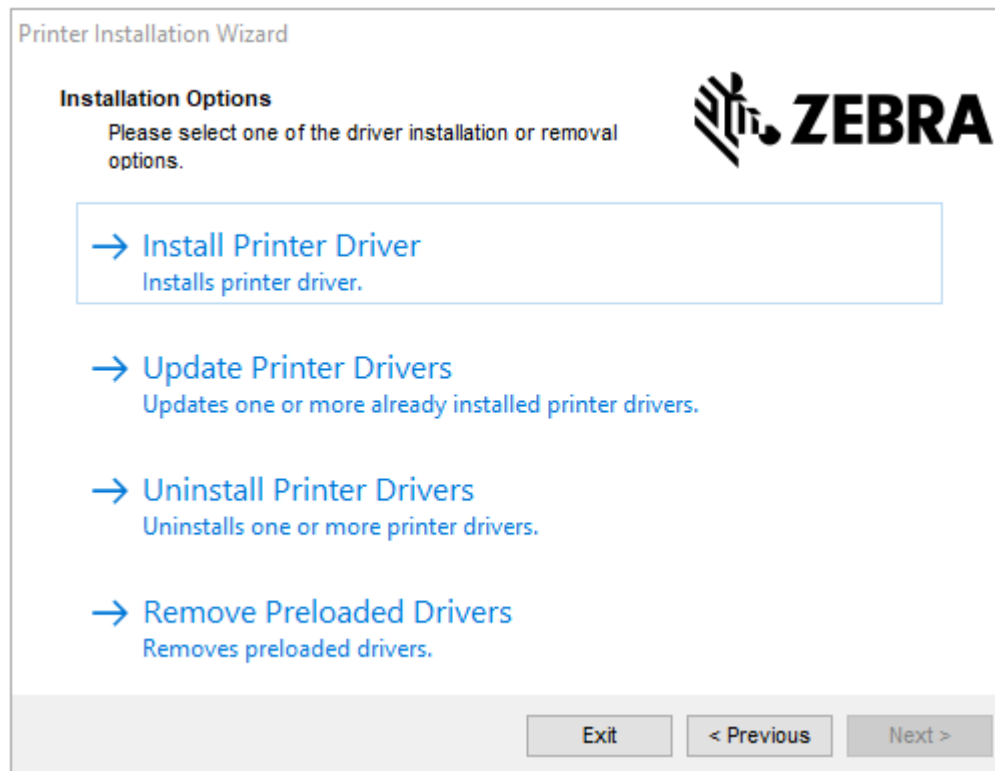 Printer Installation Wizard
Installation Options
Please select one of the driver installation or removal
options.
ZEBRA
Install Printer Driver
Installs printer driver.
Update Printer Drivers
Updates one or more already installed printer drivers.
Uninstall Printer Drivers
Uninstalls one or more printer drivers.
Remove Preloaded Drivers
Removes preloaded drivers.
Exit
< Previous
Next >